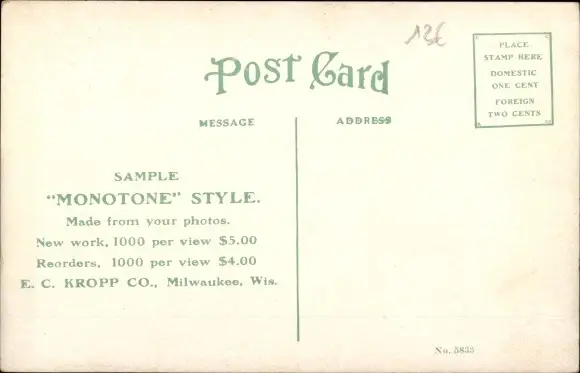 13€
Post Card
PLACE
STAMP HERE
DOMESTIC
ONE CENT
FOREIGN
TWO CENTS
MESSAGE
ADDRESS
SAMPLE
"MONOTONE" STYLE.
Made from your photos.
New work, 1000 per view $5.00
Reorders, 1000 per view $4.00
E. C. KROPP CO., Milwaukee, Wis.
No. 5833